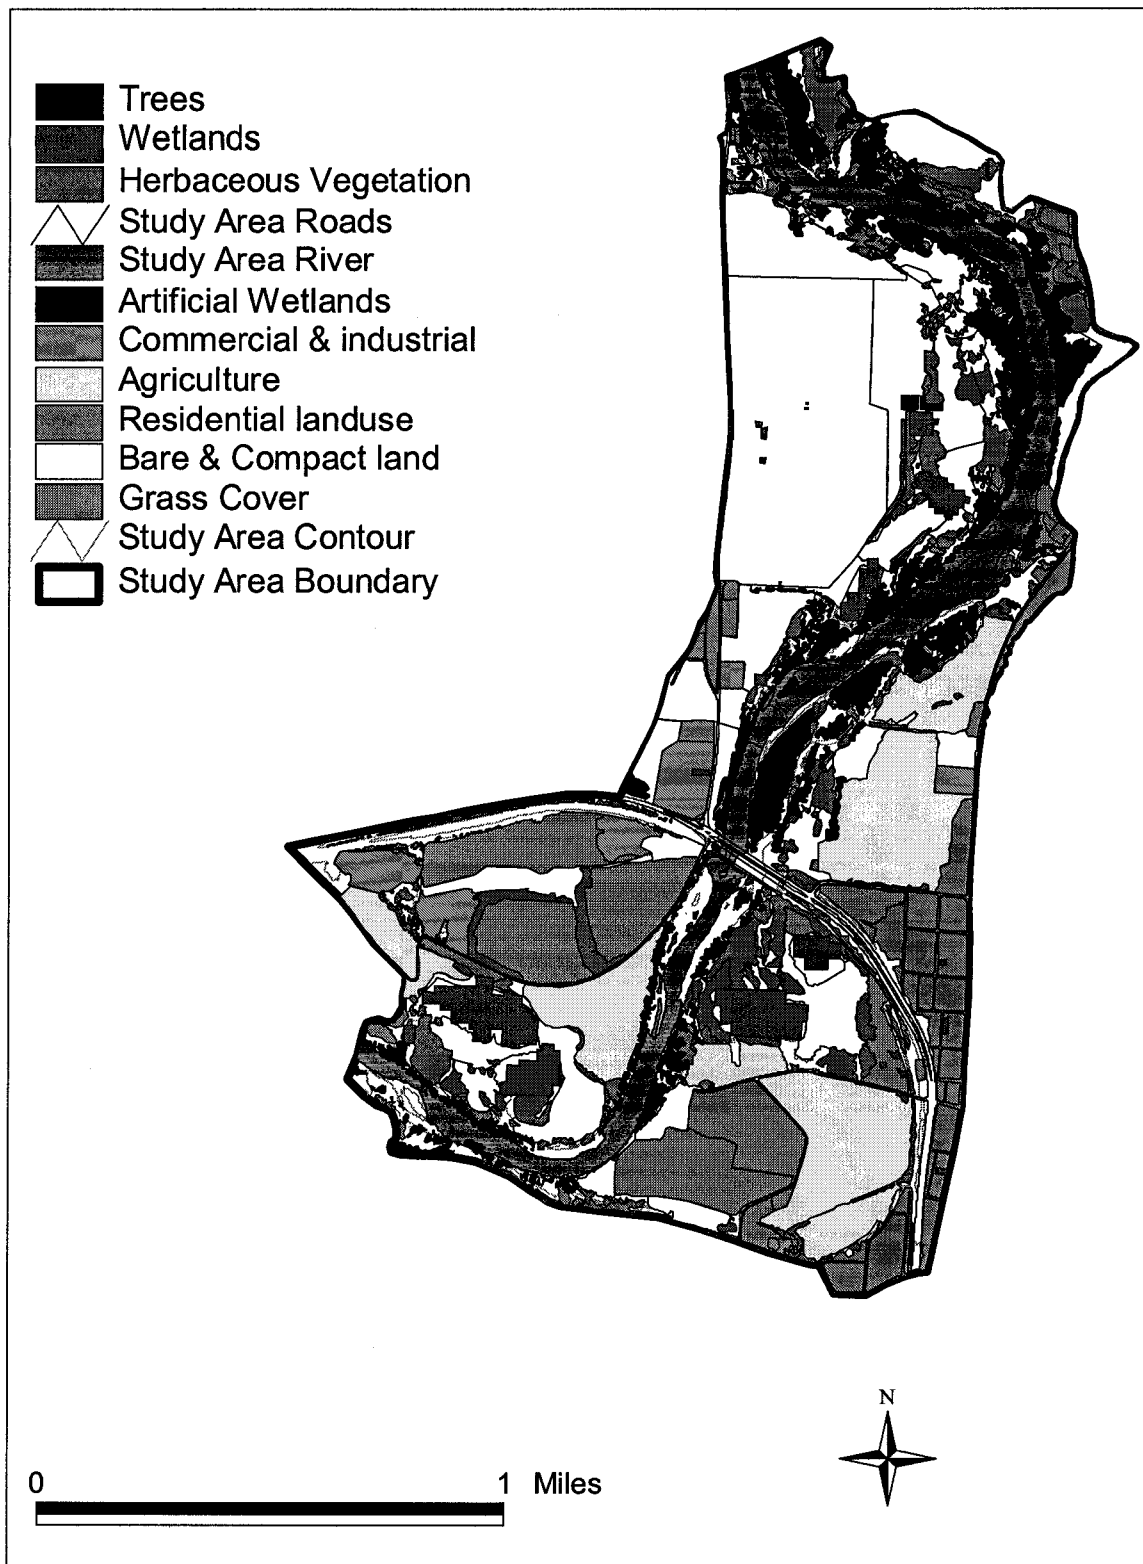 Trees
Wetlands
Herbaceous Vegetation
Study Area Roads
Study Area River
Artificial Wetlands
Commercial & industrial
Agriculture
Residential landuse
Bare & Compact land
Grass Cover
Study Area Contour
Study Area Boundary
N
0 1 Miles